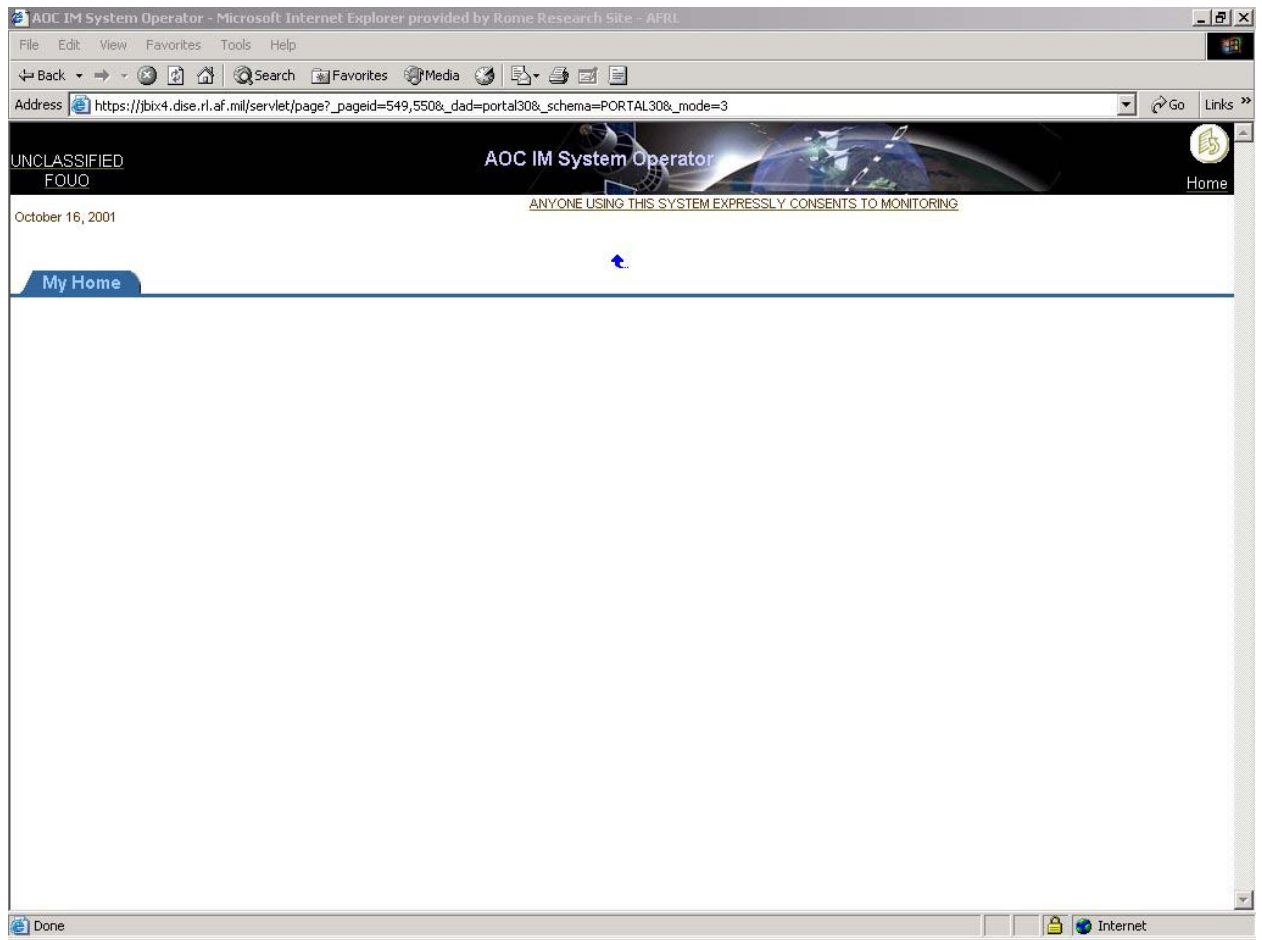 AOC IM System Operator - Microsoft Internet Explorer provided by Rome Research Site - AFRL
File Edit View Favorites Tools Help
Back Search Favorites Media
Address https://jbix4.dise.rl.af.mil/servlet/page?_pageid=549,550&_dad=portal30&_schema=PORTAL30&_mode=3 Go Links »
UNCLASSIFIED
FOUO
AOC IM System Operator
Home
October 16, 2001
ANYONE USING THIS SYSTEM EXPRESSLY CONSENTS TO MONITORING
My Home
Done Internet